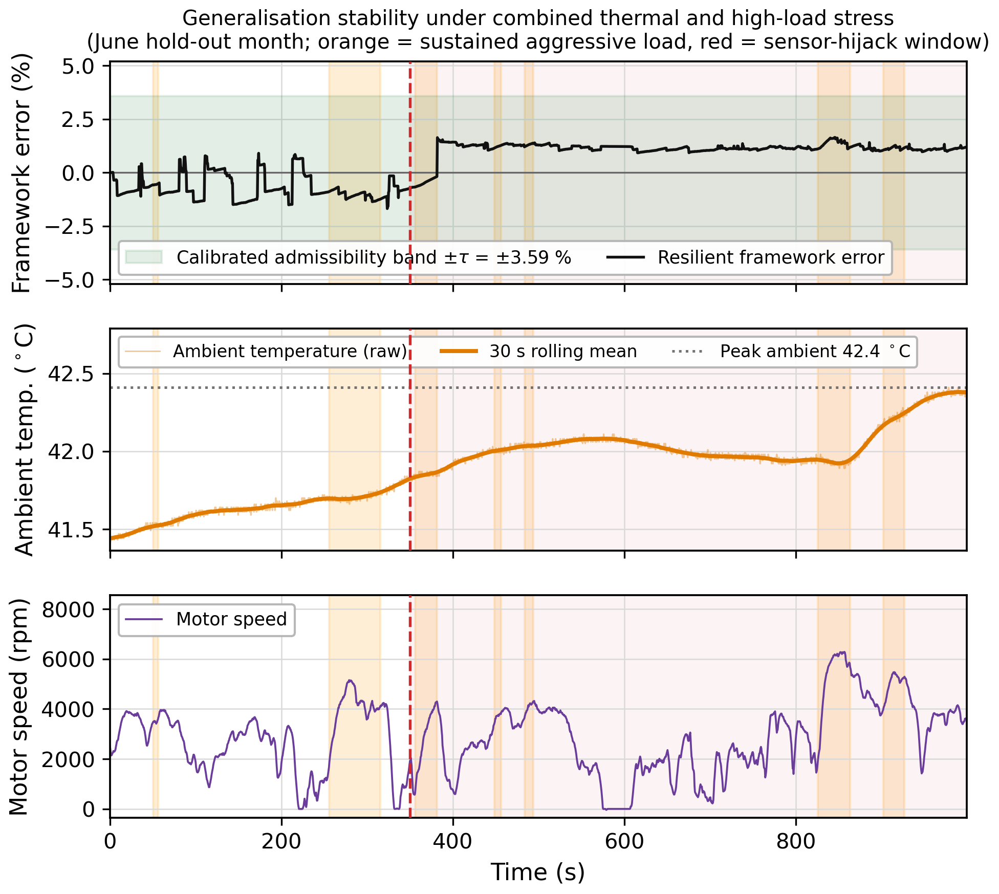 Generalisation stability under combined thermal and high-load stress
(June hold-out month; orange = sustained aggressive load, red = sensor-hijack window)
Framework error (%)
5.0
2.5
0.0
−2.5
−5.0
Calibrated admissibility band ±τ = ±3.59 %
Resilient framework error
Ambient temp. (°C)
42.5
42.0
41.5
Ambient temperature (raw)
30 s rolling mean
Peak ambient 42.4 °C
Motor speed (rpm)
8000
6000
4000
2000
0
Motor speed
0 200 400 600 800
Time (s)